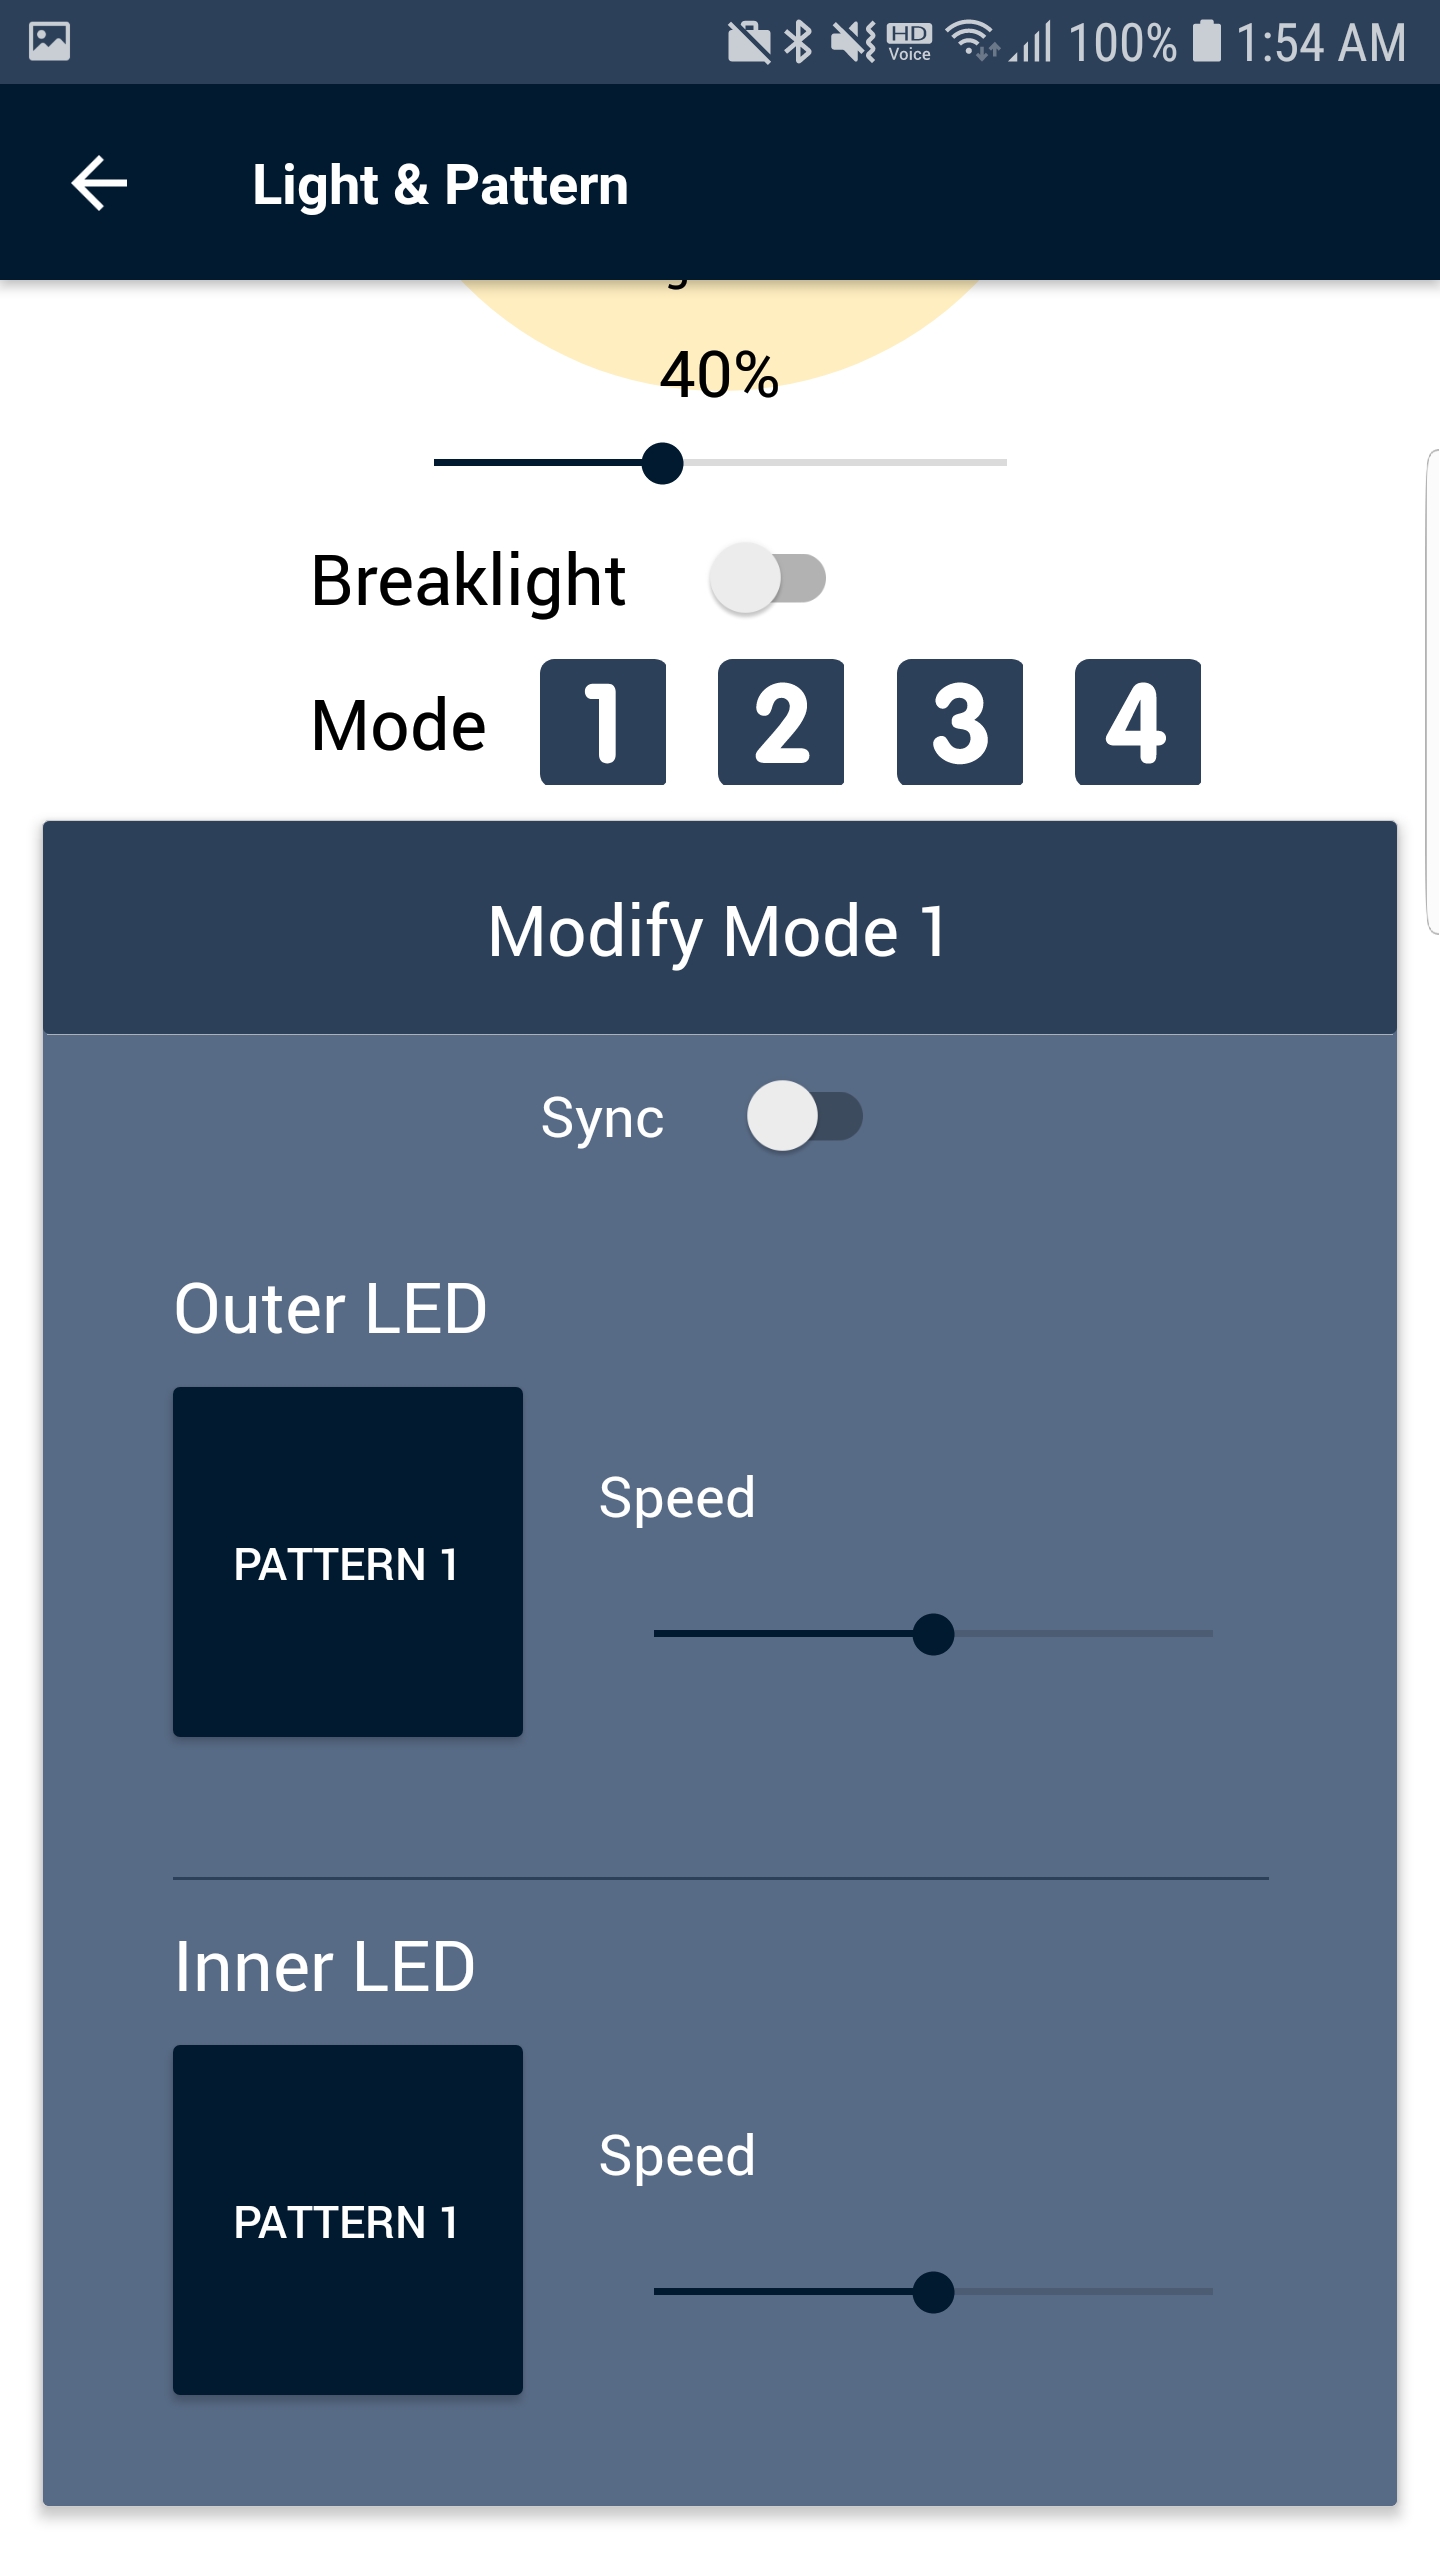 HD Voice 100% 1:54 AM
Light & Pattern
40%
Breaklight
Mode 1 2 3 4
Modify Mode 1
Sync
Outer LED
Speed
PATTERN 1
Inner LED
Speed
PATTERN 1